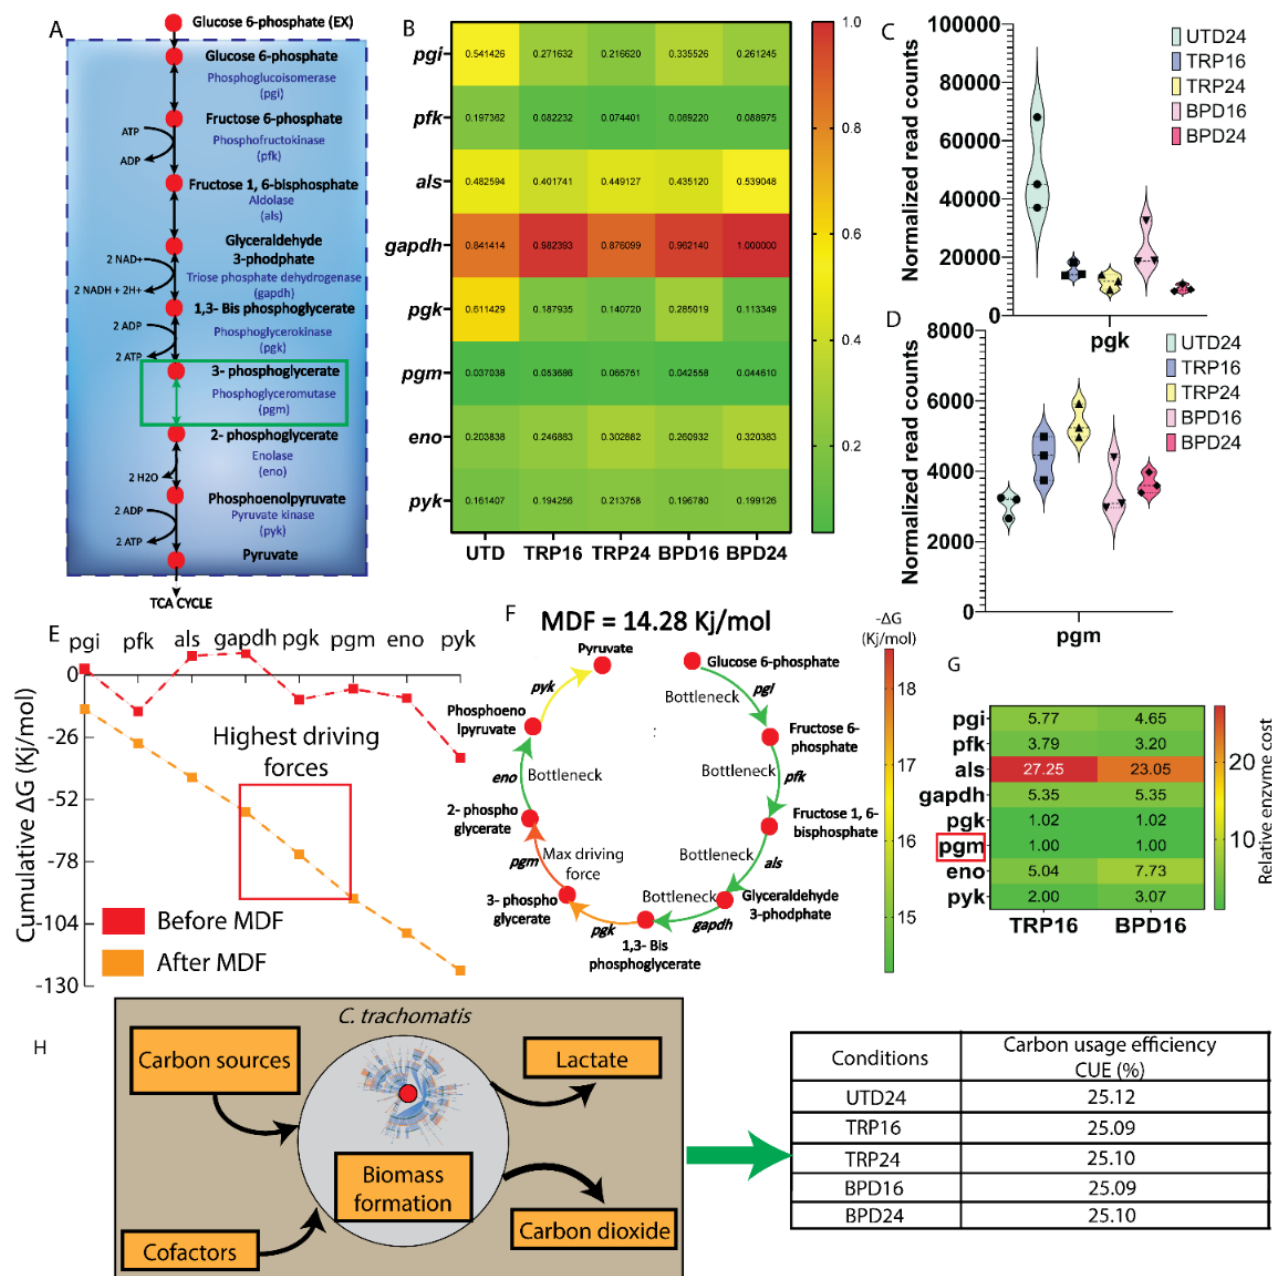 A
Glucose 6-phosphate (EX)
Glucose 6-phosphate
Phosphoglucoisomerase
(pgi)
Fructose 6-phosphate
ATP
Phosphofructokinase
(pfk)
ADP
Fructose 1, 6-bisphosphate
Aldolase
(als)
Glyceraldehyde
3-phodphate
2 NAD+
Triose phosphate dehydrogenase
(gapdh)
2 NADH + 2H+
1,3- Bis phosphoglycerate
2 ADP
Phosphoglycerokinase
(pgk)
2 ATP
3- phosphoglycerate
Phosphoglyceromutase
(pgm)
2- phosphoglycerate
Enolase
(eno)
2 H2O
Phosphoenolpyruvate
2 ADP
Pyruvate kinase
(pyk)
2 ATP
Pyruvate
TCA CYCLE
B
pgi 0.541426 0.271632 0.216620 0.335526 0.261245
pfk 0.197362 0.082232 0.074401 0.089220 0.088975
als 0.482594 0.401741 0.449127 0.435120 0.539048
gapdh 0.841414 0.982393 0.876099 0.962140 1.000000
pgk 0.611429 0.187935 0.140720 0.285019 0.113349
pgm 0.037038 0.053686 0.065761 0.042558 0.044610
eno 0.203838 0.246883 0.302882 0.260932 0.320383
pyk 0.161407 0.194256 0.213758 0.196780 0.199126
UTD TRP16 TRP24 BPD16 BPD24
1.0
0.8
0.6
0.4
0.2
C
Normalized read counts
100000
80000
60000
40000
20000
0
pgk
UTD24
TRP16
TRP24
BPD16
BPD24
D
Normalized read counts
8000
6000
4000
2000
0
pgm
UTD24
TRP16
TRP24
BPD16
BPD24
E
pgi pfk als gapdh pgk pgm eno pyk
Cumulative ΔG (Kj/mol)
0
-26
-52
-78
-104
-130
Highest driving
forces
Before MDF
After MDF
F
MDF = 14.28 Kj/mol
Pyruvate
Glucose 6-phosphate
pgi
Bottleneck
Fructose 6-
phosphate
Bottleneck
pfk
Fructose 1, 6-
bisphosphate
Bottleneck
als
Glyceraldehyde
3-phodphate
Bottleneck
gapdh
1,3- Bis
phosphoglycerate
pgk
3- phospho
glycerate
Max driving
force
pgm
2- phospho
glycerate
Bottleneck
eno
Phosphoeno
lpyruvate
pyk
:
-ΔG
(Kj/mol)
18
17
16
15
G
pgi 5.77 4.65
pfk 3.79 3.20
als 27.25 23.05
gapdh 5.35 5.35
pgk 1.02 1.02
pgm 1.00 1.00
eno 5.04 7.73
pyk 2.00 3.07
TRP16 BPD16
20
10
Relative enzyme cost
H
C. trachomatis
Carbon sources
Lactate
Biomass
formation
Cofactors
Carbon dioxide
Conditions
Carbon usage efficiency
CUE (%)
UTD24 25.12
TRP16 25.09
TRP24 25.10
BPD16 25.09
BPD24 25.10